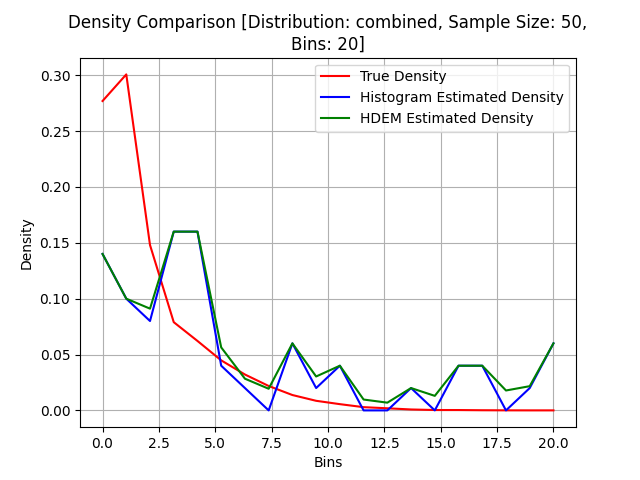 Density Comparison [Distribution: combined, Sample Size: 50,
Bins: 20]
True Density
Histogram Estimated Density
HDEM Estimated Density
Density
0.30
0.25
0.20
0.15
0.10
0.05
0.00
0.0 2.5 5.0 7.5 10.0 12.5 15.0 17.5 20.0
Bins